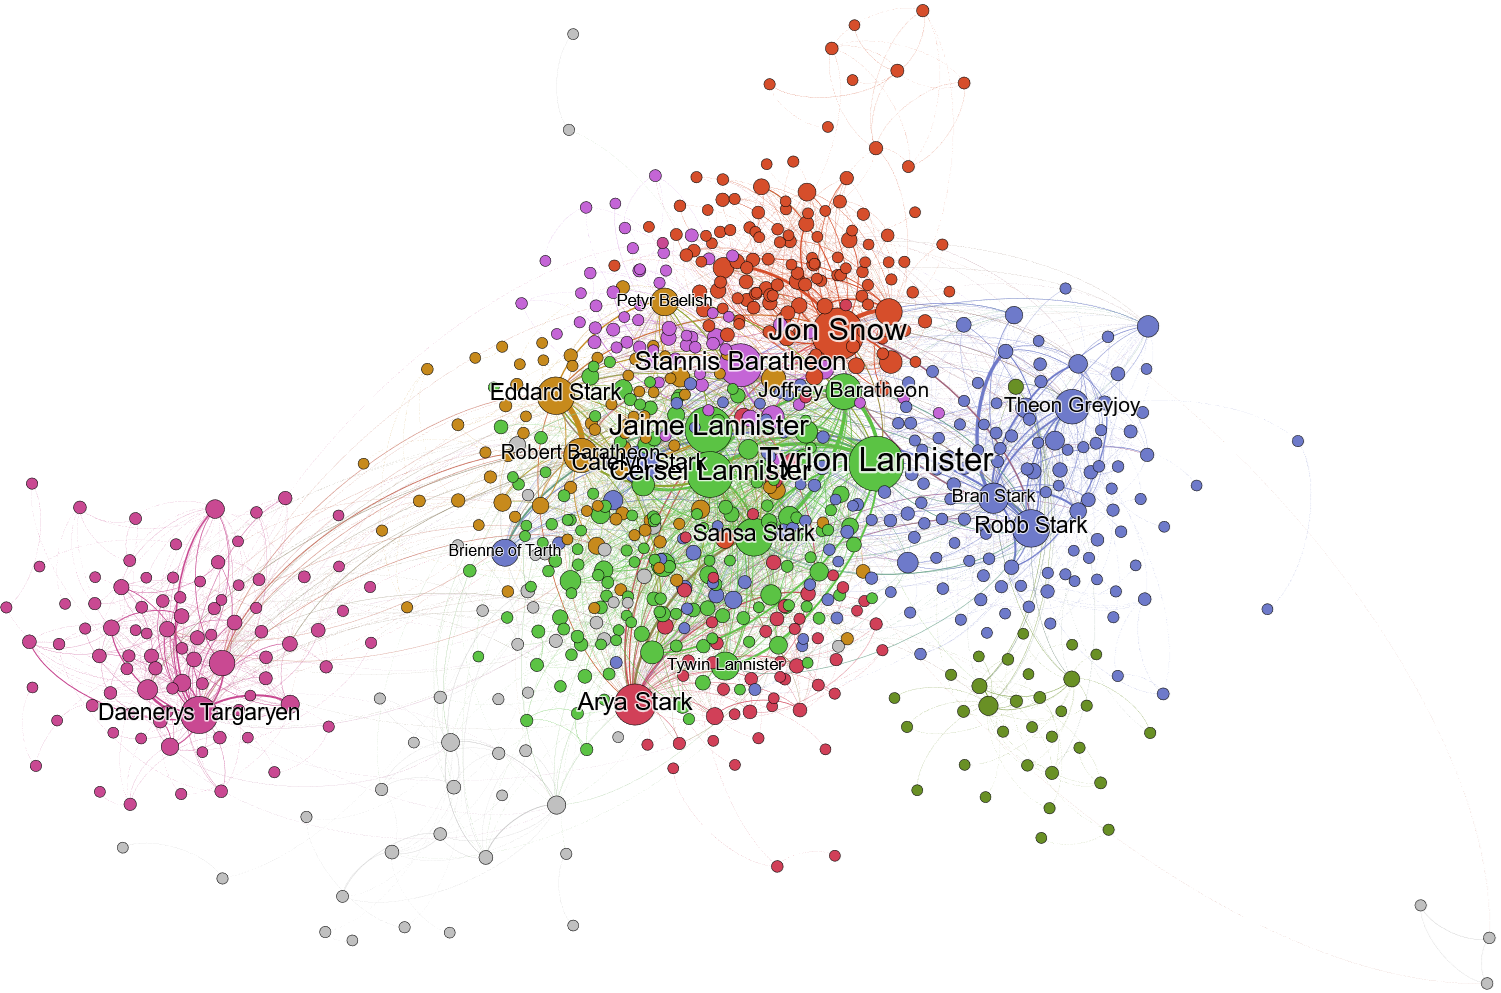 Petyr Baelish
Jon Snow
Stannis Baratheon
Eddard Stark
Joffrey Baratheon
Theon Greyjoy
Jaime Lannister
Robert Baratheon
Catelyn Stark
Cersei Lannister
Tyrion Lannister
Bran Stark
Robb Stark
Sansa Stark
Brienne of Tarth
Tywin Lannister
Arya Stark
Daenerys Targaryen